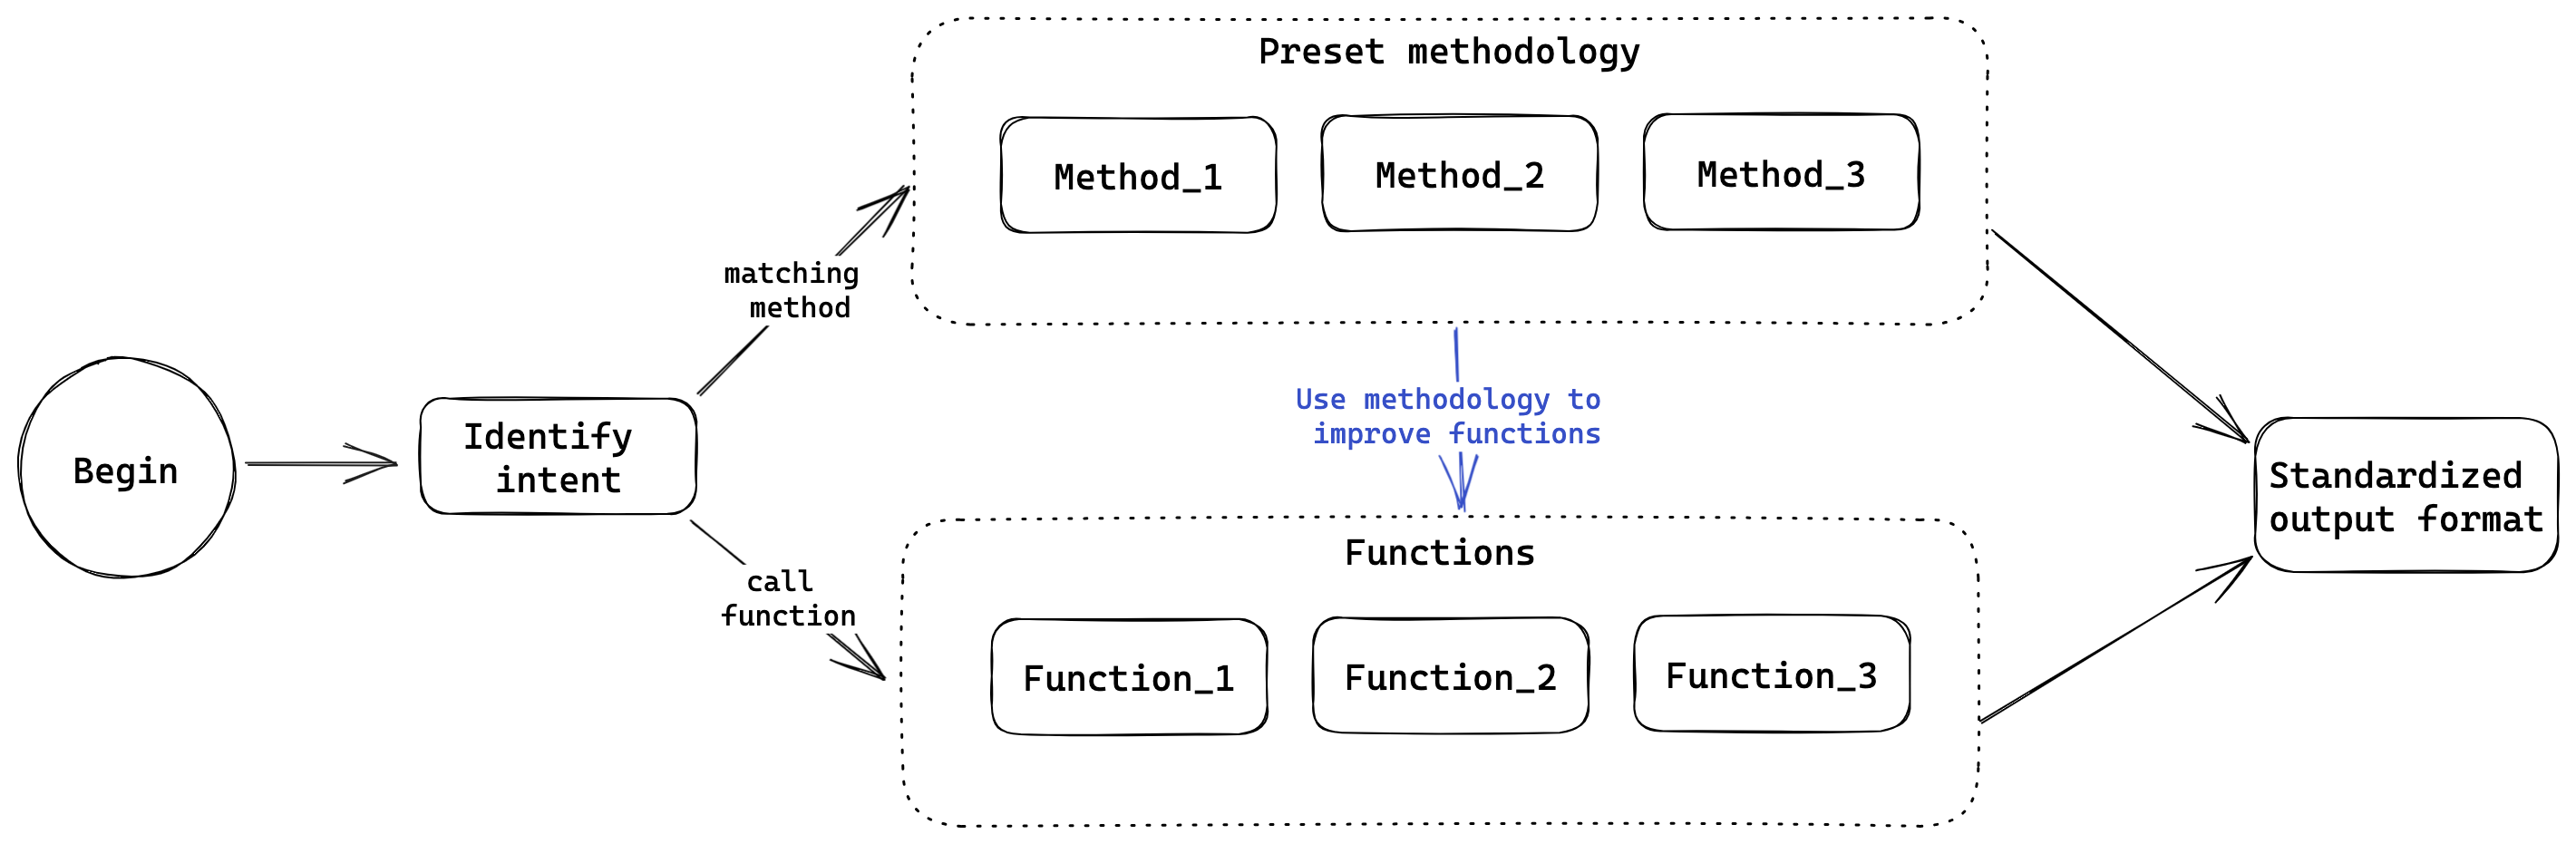 Preset methodology
Method_1
Method_2
Method_3
matching
method
Begin
Identify
intent
Use methodology to
improve functions
call
function
Functions
Function_1
Function_2
Function_3
Standardized
output format